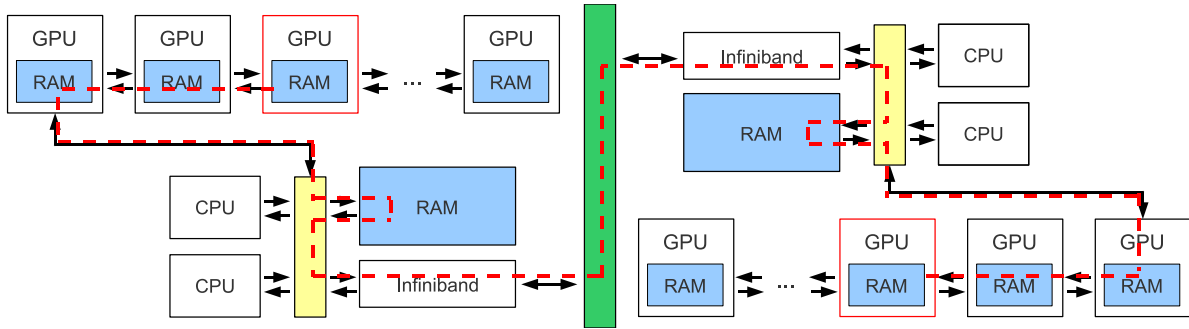 GPU GPU GPU GPU
RAM RAM RAM ... RAM
CPU RAM
CPU Infiniband
Infiniband CPU
RAM CPU
GPU GPU GPU GPU
RAM ... RAM RAM RAM